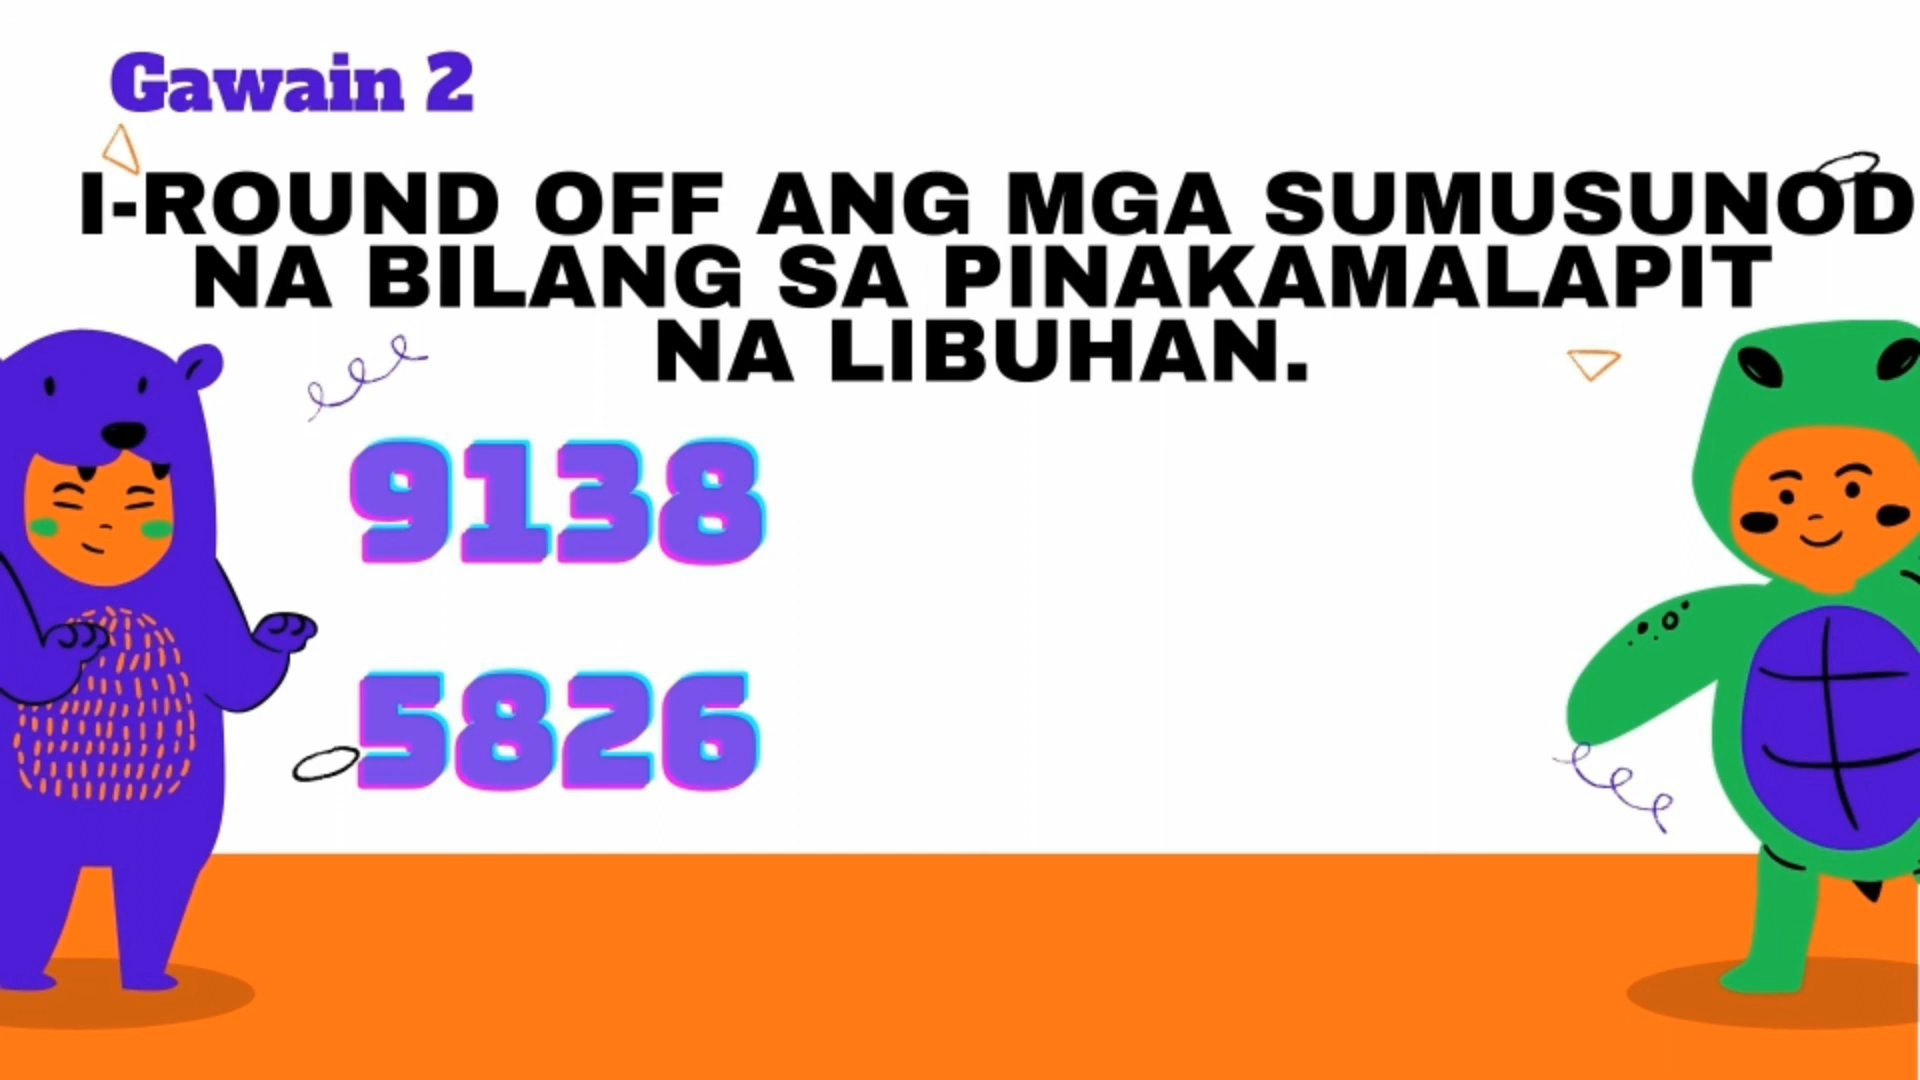 Gawain 2
I-ROUND OFF ANG MGA SUMUSUNOD
NA BILANG SA PINAKAMALAPIT
NA LIBUHAN.
9138
5826